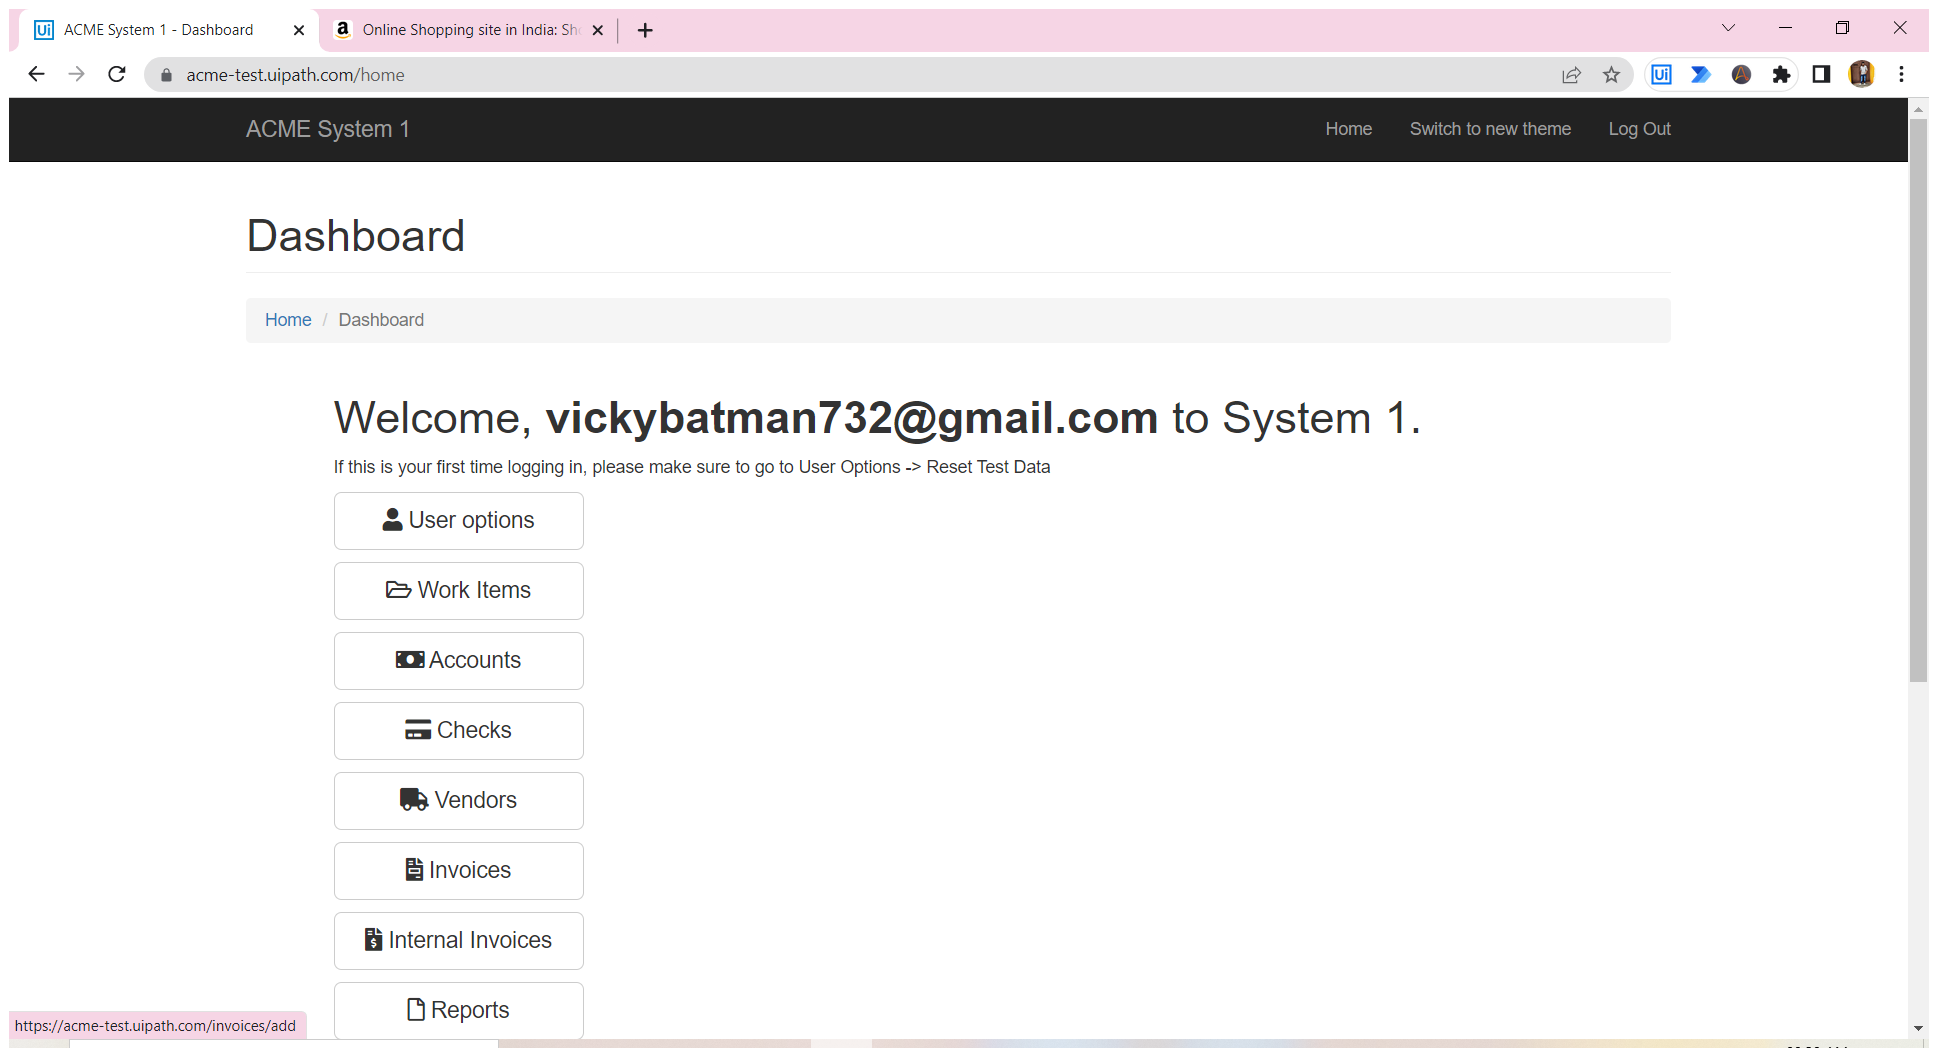 ACME System 1 - Dashboard
Online Shopping site in India: Sh
acme-test.uipath.com/home
ACME System 1
Home
Switch to new theme
Log Out
Dashboard
Home / Dashboard
Welcome, vickybatman732@gmail.com to System 1.
If this is your first time logging in, please make sure to go to User Options -> Reset Test Data
User options
Work Items
Accounts
Checks
Vendors
Invoices
Internal Invoices
Reports
https://acme-test.uipath.com/invoices/add